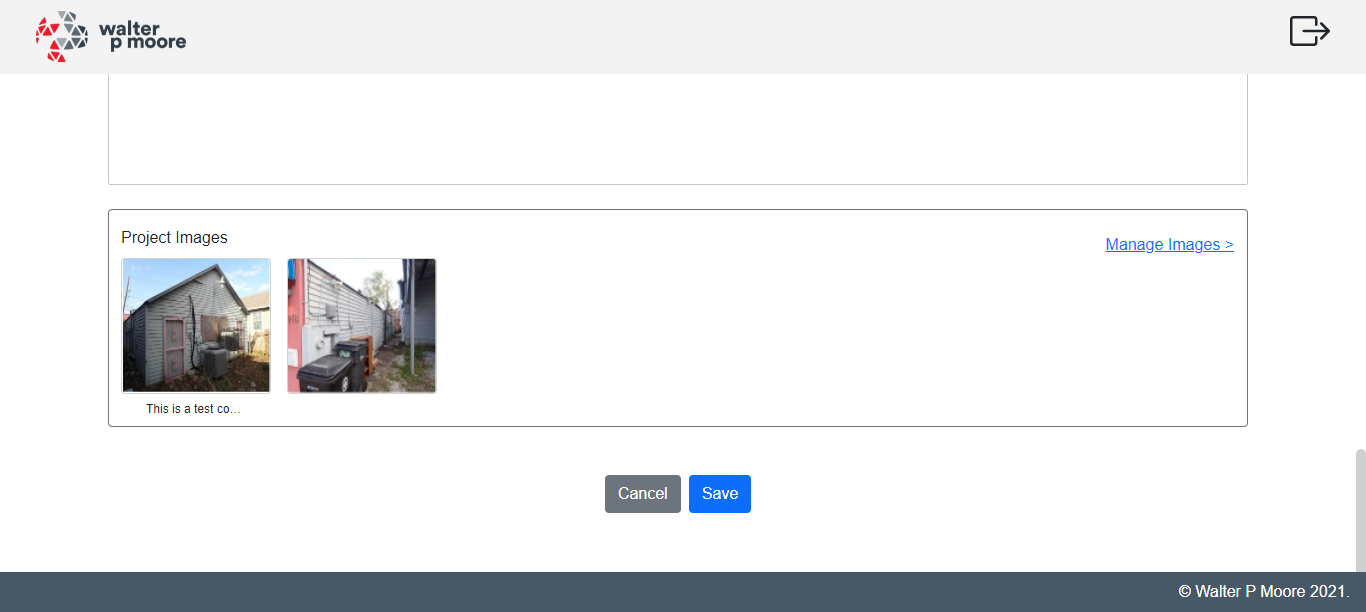 walter
p moore
Project Images
Manage Images >
This is a test co...
Cancel
Save
© Walter P Moore 2021.